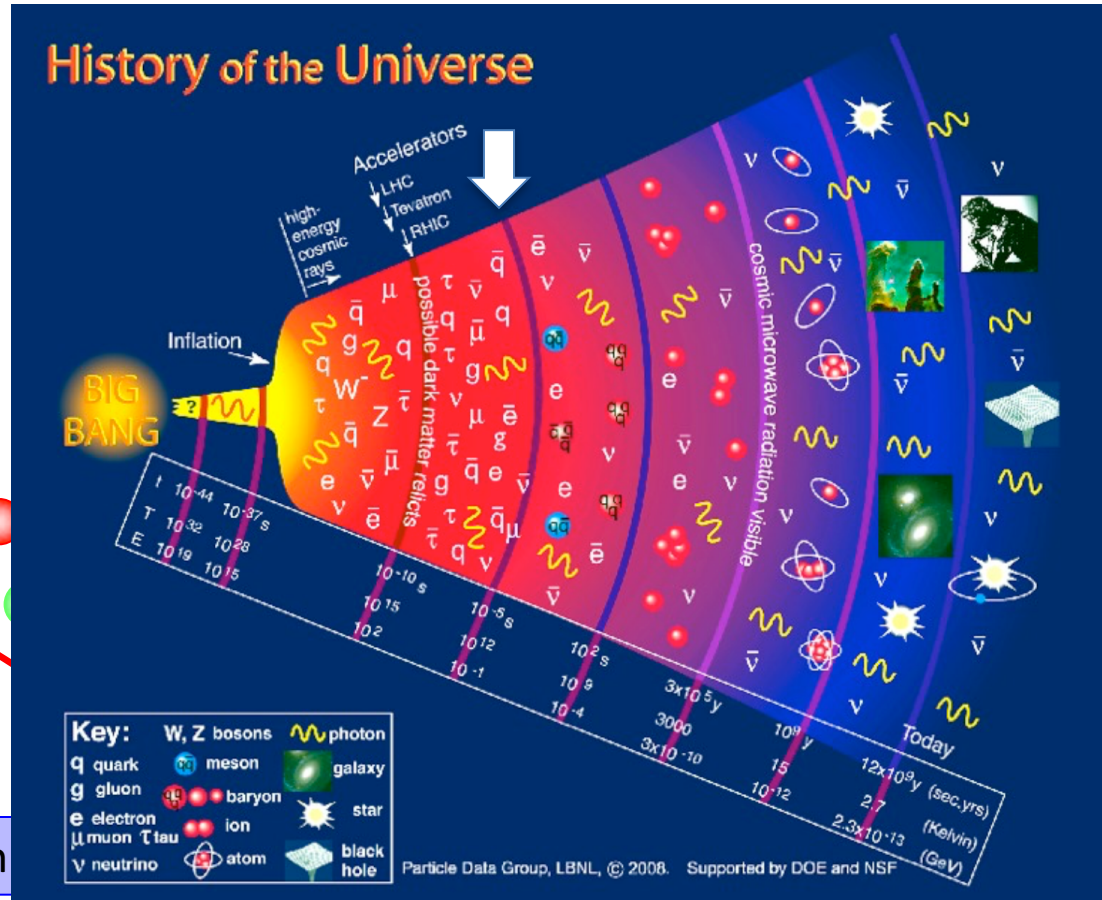 History of the Universe
Accelerators
LHC
Tevatron
RHIC
high-
energy
cosmic
rays
Inflation
BIG
BANG
?
possible dark matter relicts
cosmic microwave radiation visible
q̄ μ τ ν̄ q̄ ē ν̄
g q q τ μ̄ q ν
q W⁻ g
τ Z τ̄ ν μ ē e
q̄ τ̄ g
e ν̄ μ̄ g q̄ e ν̄ e
ν ē τ q̄ μ
τ̄ q ν ē ν̄
qq̄
ν ν̄ e ν̄ e ν ν ν̄
ν ν̄ ν̄ ν̄ ν ν
ν ν̄ ν ν̄
t 10⁻⁴⁴ 10⁻³⁷ s 10⁻¹⁰ s 10⁻⁵ s 10² s 3x10⁵ y 10⁸ y 12x10⁹ y (sec.yrs)
T 10³² 10²⁸ 10¹⁵ 10¹² 10⁹ 3000 15 2.7 (Kelvin)
E 10¹⁹ 10¹⁵ 10² 10⁻¹ 10⁻⁴ 3x10⁻¹⁰ 10⁻¹² 2.3x10⁻¹³ (GeV)
Today
Key:
W, Z bosons
photon
q quark
qq̄ meson
galaxy
g gluon
baryon
star
e electron
ion
μ muon τ tau
black
hole
ν neutrino
atom
Particle Data Group, LBNL, © 2008. Supported by DOE and NSF